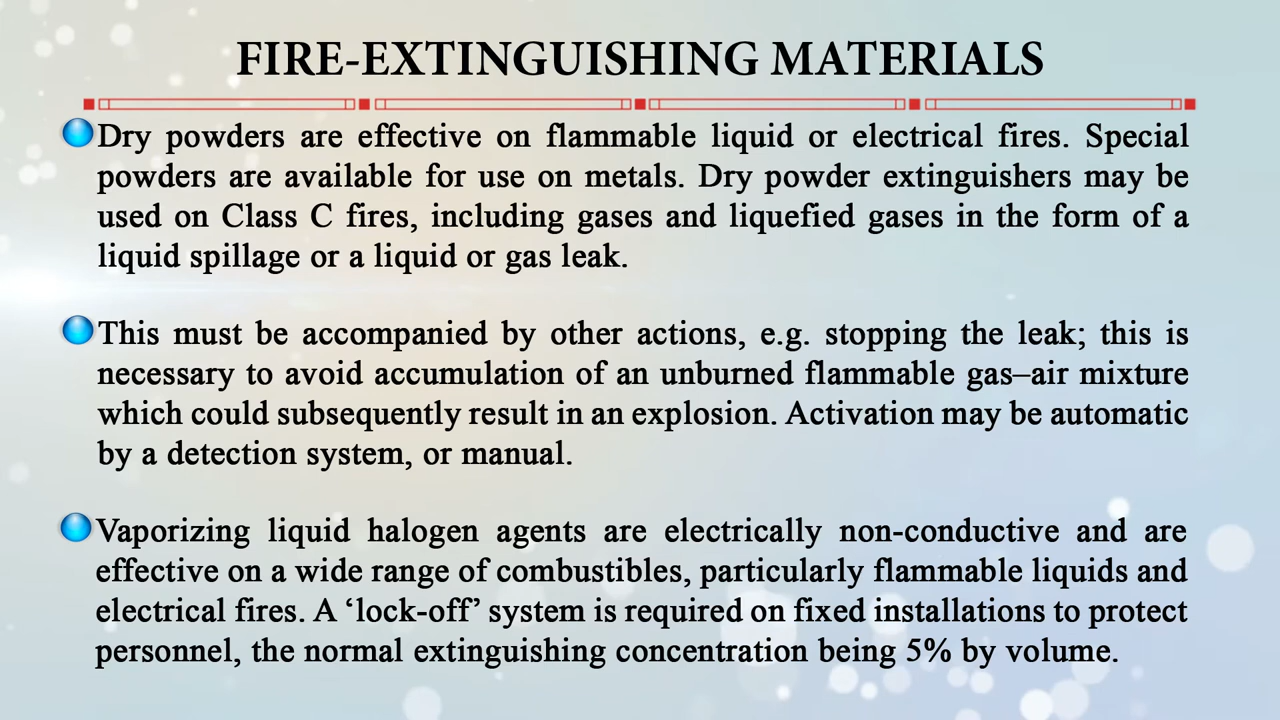 FIRE-EXTINGUISHING MATERIALS
Dry powders are effective on flammable liquid or electrical fires. Special
powders are available for use on metals. Dry powder extinguishers may be
used on Class C fires, including gases and liquefied gases in the form of a
liquid spillage or a liquid or gas leak.
This must be accompanied by other actions, e.g. stopping the leak; this is
necessary to avoid accumulation of an unburned flammable gas–air mixture
which could subsequently result in an explosion. Activation may be automatic
by a detection system, or manual.
Vaporizing liquid halogen agents are electrically non-conductive and are
effective on a wide range of combustibles, particularly flammable liquids and
electrical fires. A ‘lock-off’ system is required on fixed installations to protect
personnel, the normal extinguishing concentration being 5% by volume.